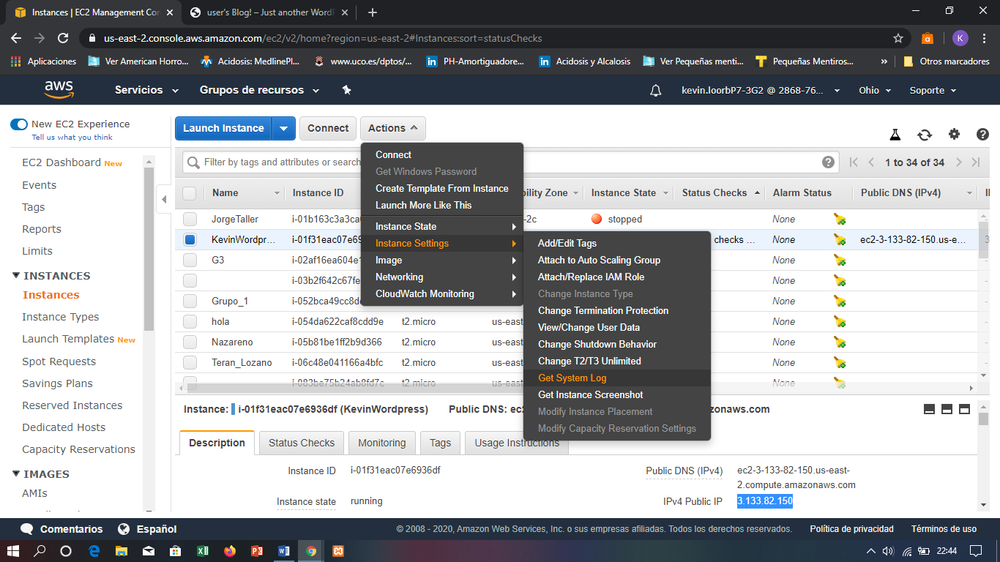 Instances | EC2 Management Con
user's Blog! – Just another WordP
us-east-2.console.aws.amazon.com/ec2/v2/home?region=us-east-2#Instances:sort=statusChecks
K
Aplicaciones
Ver American Horro...
Acidosis: MedlinePl...
www.uco.es/dptos/...
PH-Amortiguadore...
Acidosis y Alcalosis
Ver Pequeñas menti...
Pequeñas Mentiros...
»
Otros marcadores
aws
Servicios
Grupos de recursos
kevin.loorbP7-3G2 @ 2868-76...
Ohio
Soporte
New EC2 Experience
Tell us what you think
EC2 Dashboard New
Events
Tags
Reports
Limits
INSTANCES
Instances
Instance Types
Launch Templates New
Spot Requests
Savings Plans
Reserved Instances
Dedicated Hosts
Capacity Reservations
IMAGES
AMIs
Launch Instance
Connect
Actions
Filter by tags and attributes or search
1 to 34 of 34
Connect
Get Windows Password
Create Template From Instance
Launch More Like This
Instance State
Instance Settings
Image
Networking
CloudWatch Monitoring
Add/Edit Tags
Attach to Auto Scaling Group
Attach/Replace IAM Role
Change Instance Type
Change Termination Protection
View/Change User Data
Change Shutdown Behavior
Change T2/T3 Unlimited
Get System Log
Get Instance Screenshot
Modify Instance Placement
Modify Capacity Reservation Settings
Name Instance ID bility Zone Instance State Status Checks Alarm Status Public DNS (IPv4)
JorgeTaller i-01b163c3a3ca -2c stopped None
KevinWordpr... i-01f31eac07e69 checks ... None ec2-3-133-82-150.us-e...
G3 i-02af16ea604e1 None
i-03b2f642c67fe None
Grupo_1 i-052bca49cc8d None
hola i-054da622caf8cdd9e t2.micro us-east None
Nazareno i-05b81be1ff2b9d366 t2.micro us-east None
Teran_Lozano i-06c48e041166a4bfc t2.micro us-east None
i-083be75b24ab8fd7c t2.micro us-east None
Instance: i-01f31eac07e6936df (KevinWordpress) Public DNS: ec2 zonaws.com
Description
Status Checks
Monitoring
Tags
Usage Instructions
Instance ID i-01f31eac07e6936df
Public DNS (IPv4) ec2-3-133-82-150.us-east-
2.compute.amazonaws.com
Instance state running
IPv4 Public IP 3.133.82.150
Comentarios
Español
© 2008 - 2020, Amazon Web Services, Inc. o sus empresas afiliadas. Todos los derechos reservados.
Política de privacidad
Términos de uso
22:44